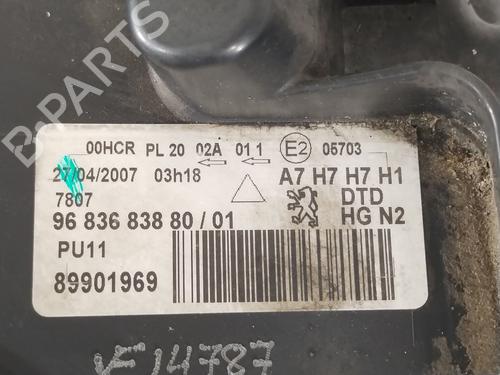 B-PARTS
00HCR PL 20 02A 01 1 E2 05703
27/04/2007 03h18 A7 H7 H7 H1
7807 DTD
96 836 838 80 / 01 HG N2
PU11
89901969
F14787